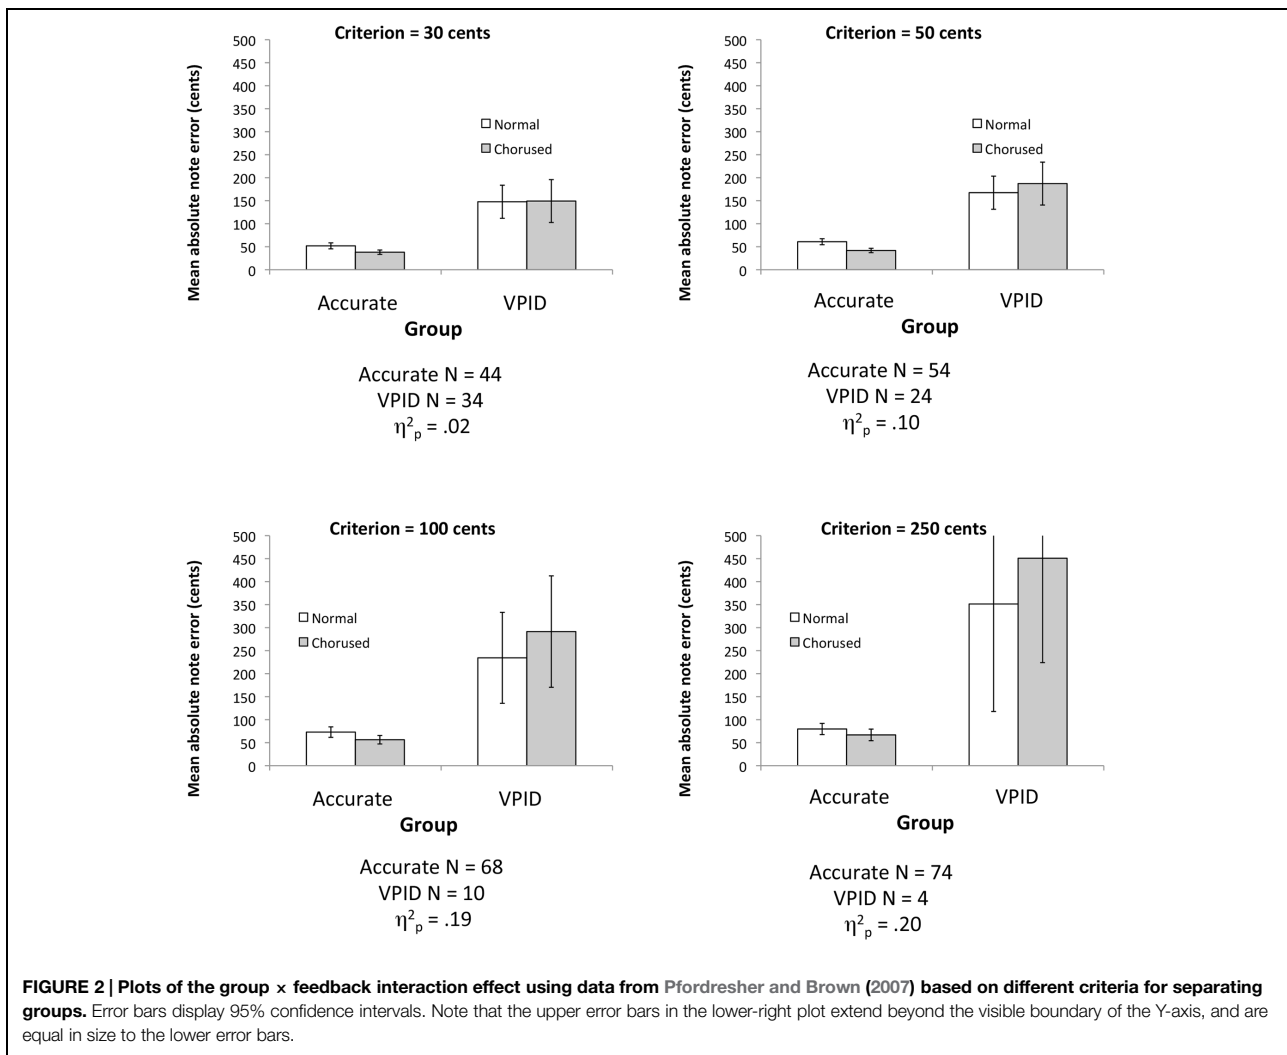 Criterion = 30 cents
Mean absolute note error (cents)
500
450
400
350
300
250
200
150
100
50
0
Normal
Chorused
Accurate VPID
Group
Accurate N = 44
VPID N = 34
η²ₚ = .02
Criterion = 50 cents
Mean absolute note error (cents)
500
450
400
350
300
250
200
150
100
50
0
Normal
Chorused
Accurate VPID
Group
Accurate N = 54
VPID N = 24
η²ₚ = .10
Criterion = 100 cents
Mean absolute note error (cents)
500
450
400
350
300
250
200
150
100
50
0
Normal
Chorused
Accurate VPID
Group
Accurate N = 68
VPID N = 10
η²ₚ = .19
Criterion = 250 cents
Mean absolute note error (cents)
500
450
400
350
300
250
200
150
100
50
0
Normal
Chorused
Accurate VPID
Group
Accurate N = 74
VPID N = 4
η²ₚ = .20
FIGURE 2 | Plots of the group × feedback interaction effect using data from Pfordresher and Brown (2007) based on different criteria for separating
groups. Error bars display 95% confidence intervals. Note that the upper error bars in the lower-right plot extend beyond the visible boundary of the Y-axis, and are
equal in size to the lower error bars.